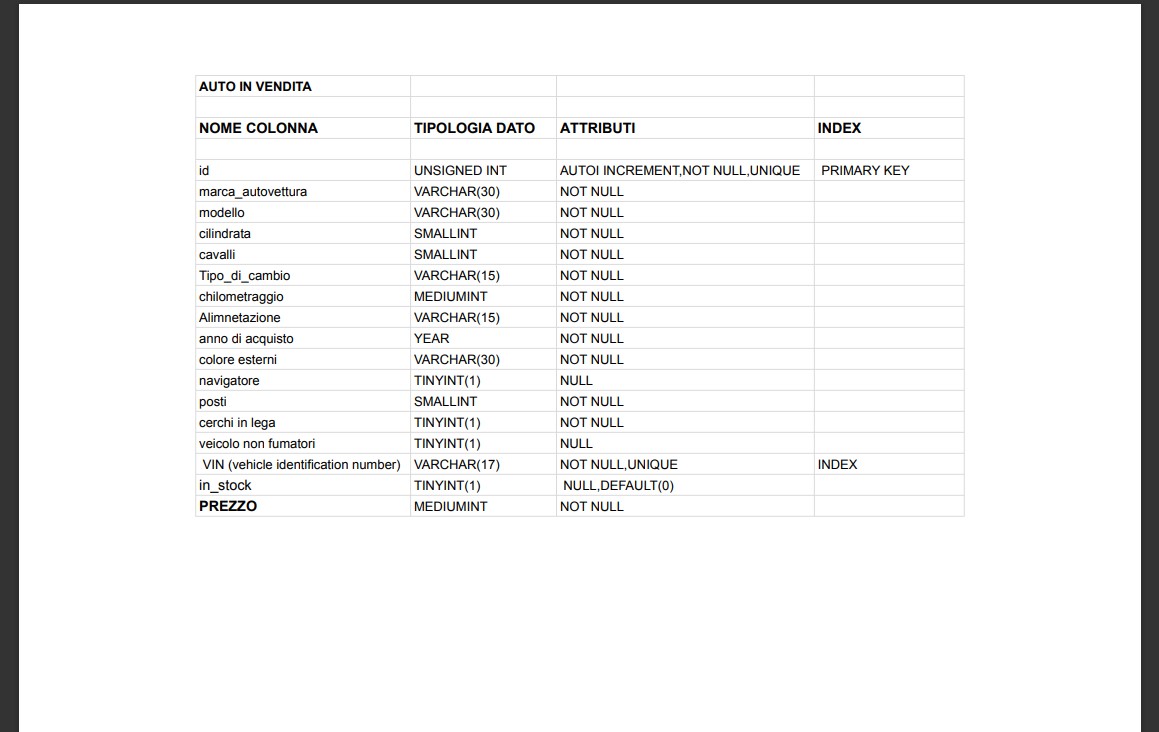 AUTO IN VENDITA
NOME COLONNA TIPOLOGIA DATO ATTRIBUTI INDEX
id UNSIGNED INT AUTOI INCREMENT,NOT NULL,UNIQUE PRIMARY KEY
marca_autovettura VARCHAR(30) NOT NULL
modello VARCHAR(30) NOT NULL
cilindrata SMALLINT NOT NULL
cavalli SMALLINT NOT NULL
Tipo_di_cambio VARCHAR(15) NOT NULL
chilometraggio MEDIUMINT NOT NULL
Alimnetazione VARCHAR(15) NOT NULL
anno di acquisto YEAR NOT NULL
colore esterni VARCHAR(30) NOT NULL
navigatore TINYINT(1) NULL
posti SMALLINT NOT NULL
cerchi in lega TINYINT(1) NOT NULL
veicolo non fumatori TINYINT(1) NULL
VIN (vehicle identification number) VARCHAR(17) NOT NULL,UNIQUE INDEX
in_stock TINYINT(1) NULL,DEFAULT(0)
PREZZO MEDIUMINT NOT NULL